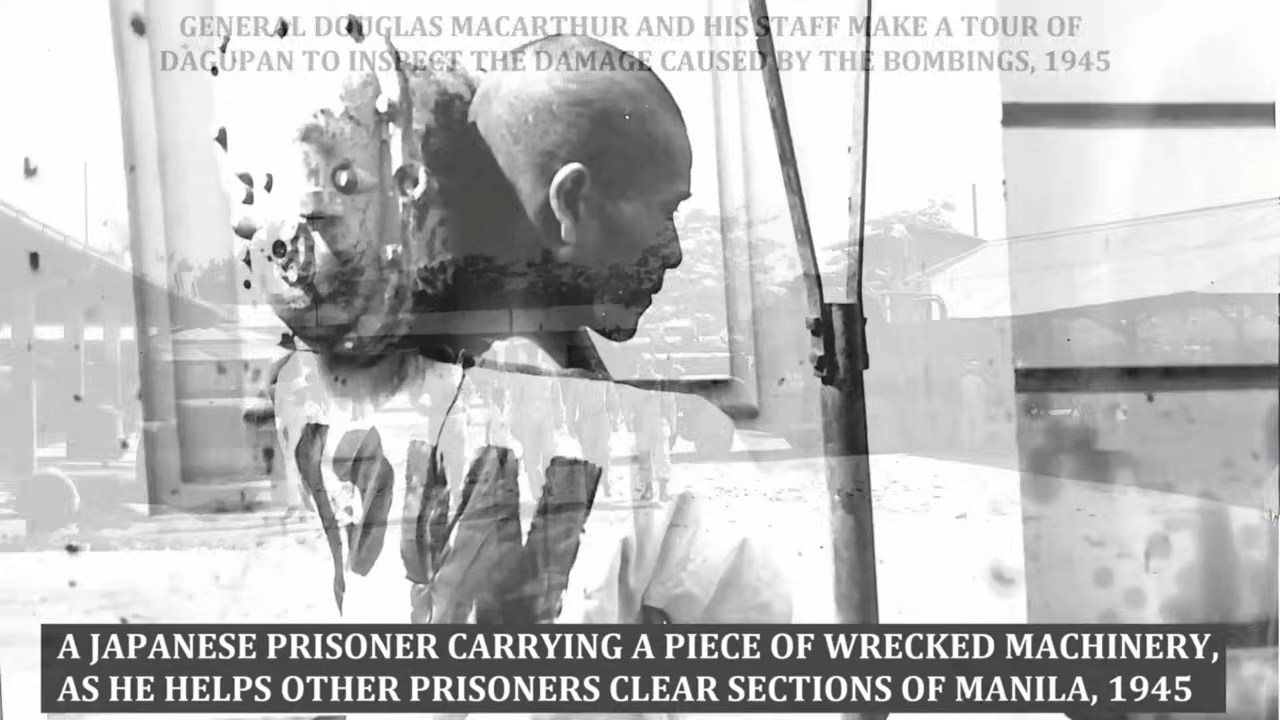 GENERAL DOUGLAS MACARTHUR AND HIS STAFF MAKE A TOUR OF
DAGUPAN TO INSPECT THE DAMAGE CAUSED BY THE BOMBINGS, 1945
PW
A JAPANESE PRISONER CARRYING A PIECE OF WRECKED MACHINERY,
AS HE HELPS OTHER PRISONERS CLEAR SECTIONS OF MANILA, 1945